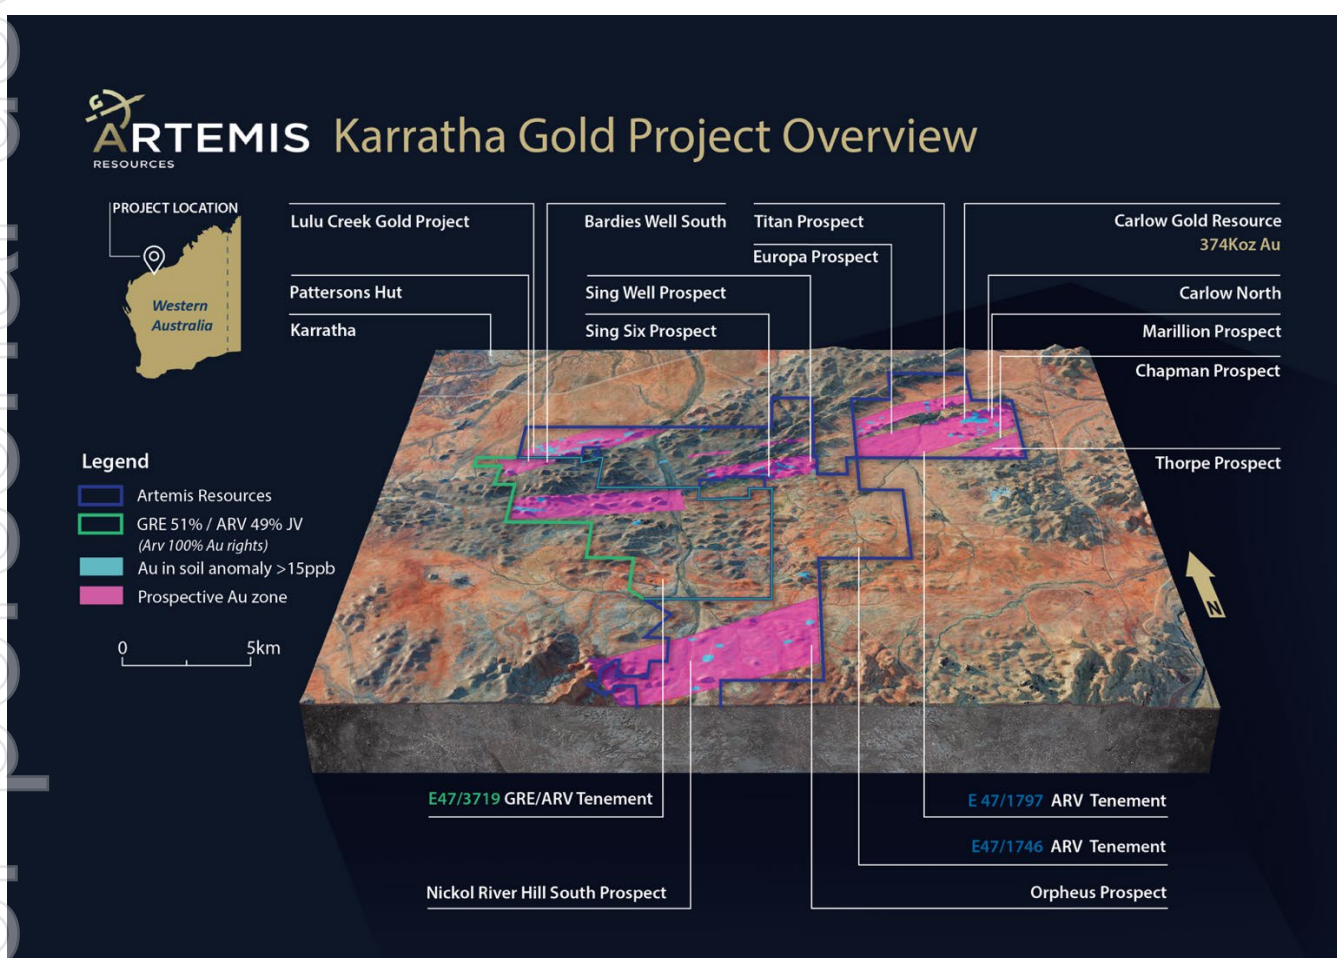 ARTEMIS
RESOURCES
Karratha Gold Project Overview
PROJECT LOCATION
Western
Australia
Lulu Creek Gold Project
Pattersons Hut
Karratha
Bardies Well South
Sing Well Prospect
Sing Six Prospect
Titan Prospect
Europa Prospect
Carlow Gold Resource
374Koz Au
Carlow North
Marillion Prospect
Chapman Prospect
Thorpe Prospect
Legend
Artemis Resources
GRE 51% / ARV 49% JV
(Arv 100% Au rights)
Au in soil anomaly >15ppb
Prospective Au zone
0 5km
N
E47/3719 GRE/ARV Tenement
Nickol River Hill South Prospect
E 47/1797 ARV Tenement
E47/1746 ARV Tenement
Orpheus Prospect